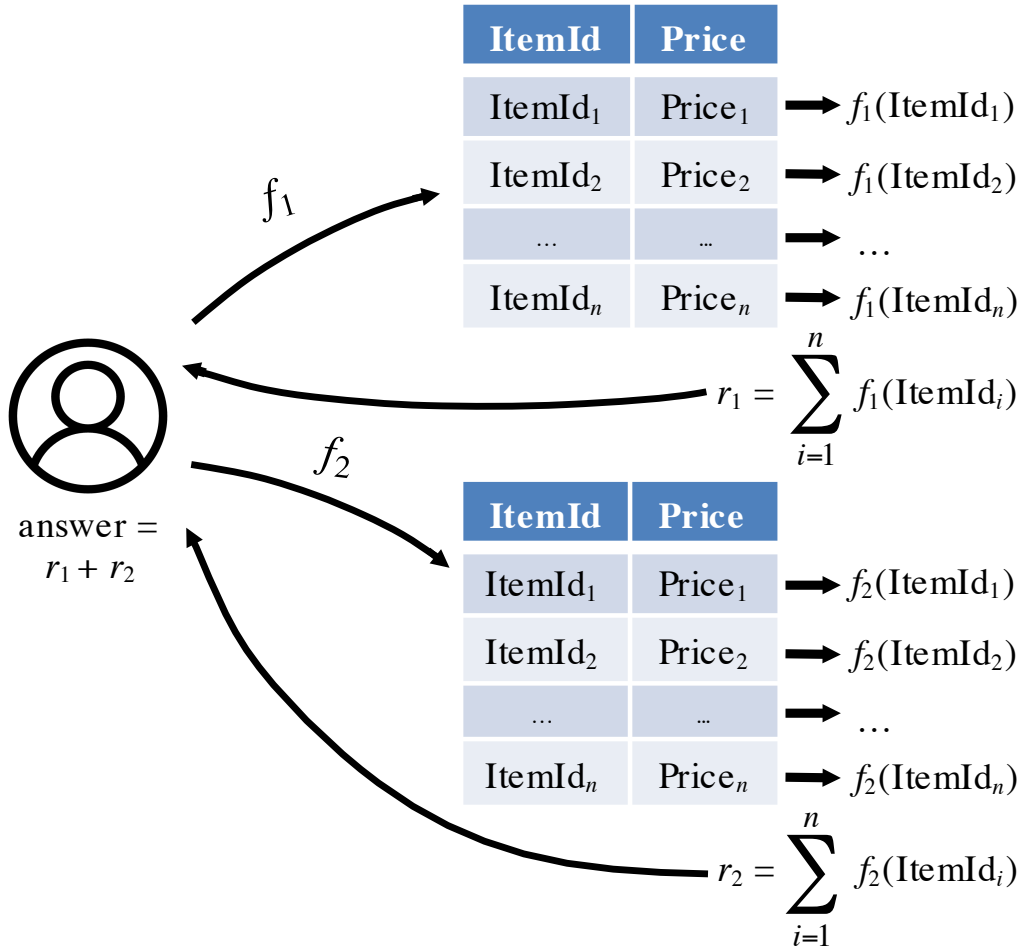 ItemId Price
ItemId₁ Price₁ f₁(ItemId₁)
ItemId₂ Price₂ f₁(ItemId₂)
... ... ...
ItemIdₙ Priceₙ f₁(ItemIdₙ)
f₁
r₁ = ∑ⁿᵢ₌₁ f₁(ItemIdᵢ)
answer =
r₁ + r₂
f₂
ItemId Price
ItemId₁ Price₁ f₂(ItemId₁)
ItemId₂ Price₂ f₂(ItemId₂)
... ... ...
ItemIdₙ Priceₙ f₂(ItemIdₙ)
r₂ = ∑ⁿᵢ₌₁ f₂(ItemIdᵢ)